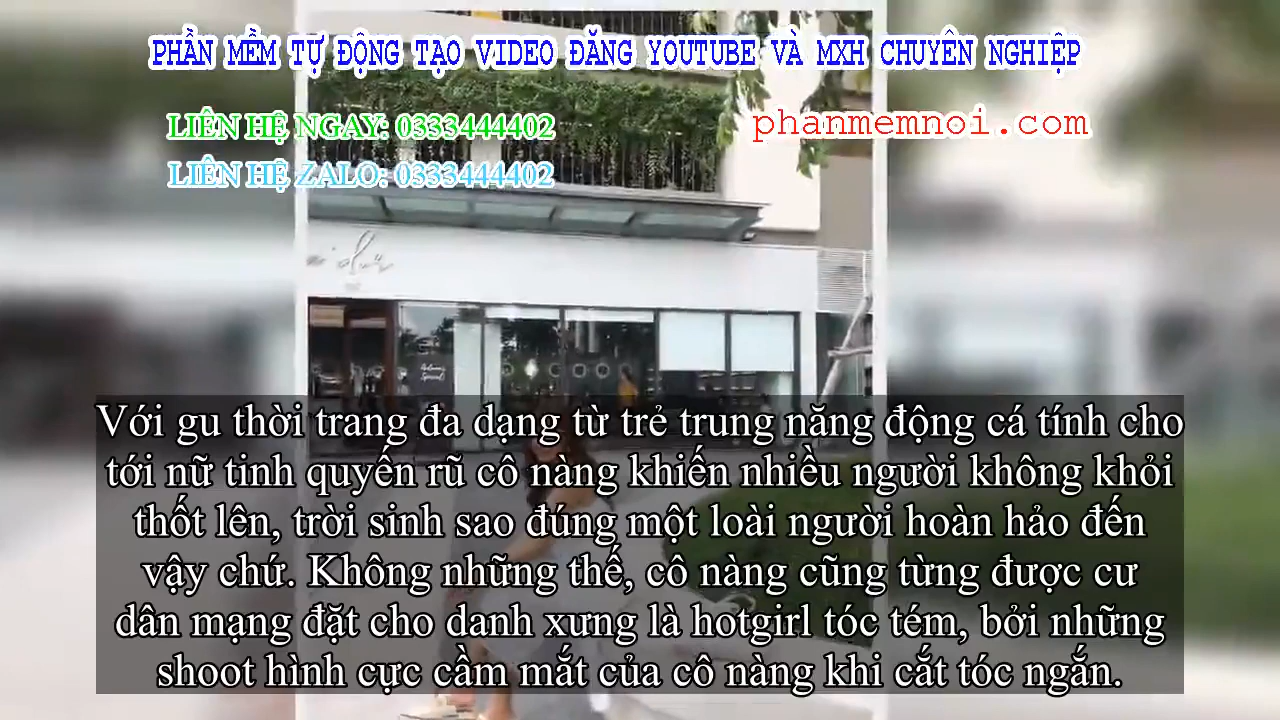 PHẦN MỀM TỰ ĐỘNG TẠO VIDEO ĐĂNG YOUTUBE VÀ MXH CHUYÊN NGHIỆP
LIÊN HỆ NGAY: 0333444402
phanmemnoi.com
LIÊN HỆ ZALO: 0333444402
Với gu thời trang đa dạng từ trẻ trung năng động cá tính cho
tới nữ tinh quyến rũ cô nàng khiến nhiều người không khỏi
thốt lên, trời sinh sao đúng một loài người hoàn hảo đến
vậy chứ. Không những thế, cô nàng cũng từng được cư
dân mạng đặt cho danh xưng là hotgirl tóc tém, bởi những
shoot hình cực cầm mắt của cô nàng khi cắt tóc ngắn.